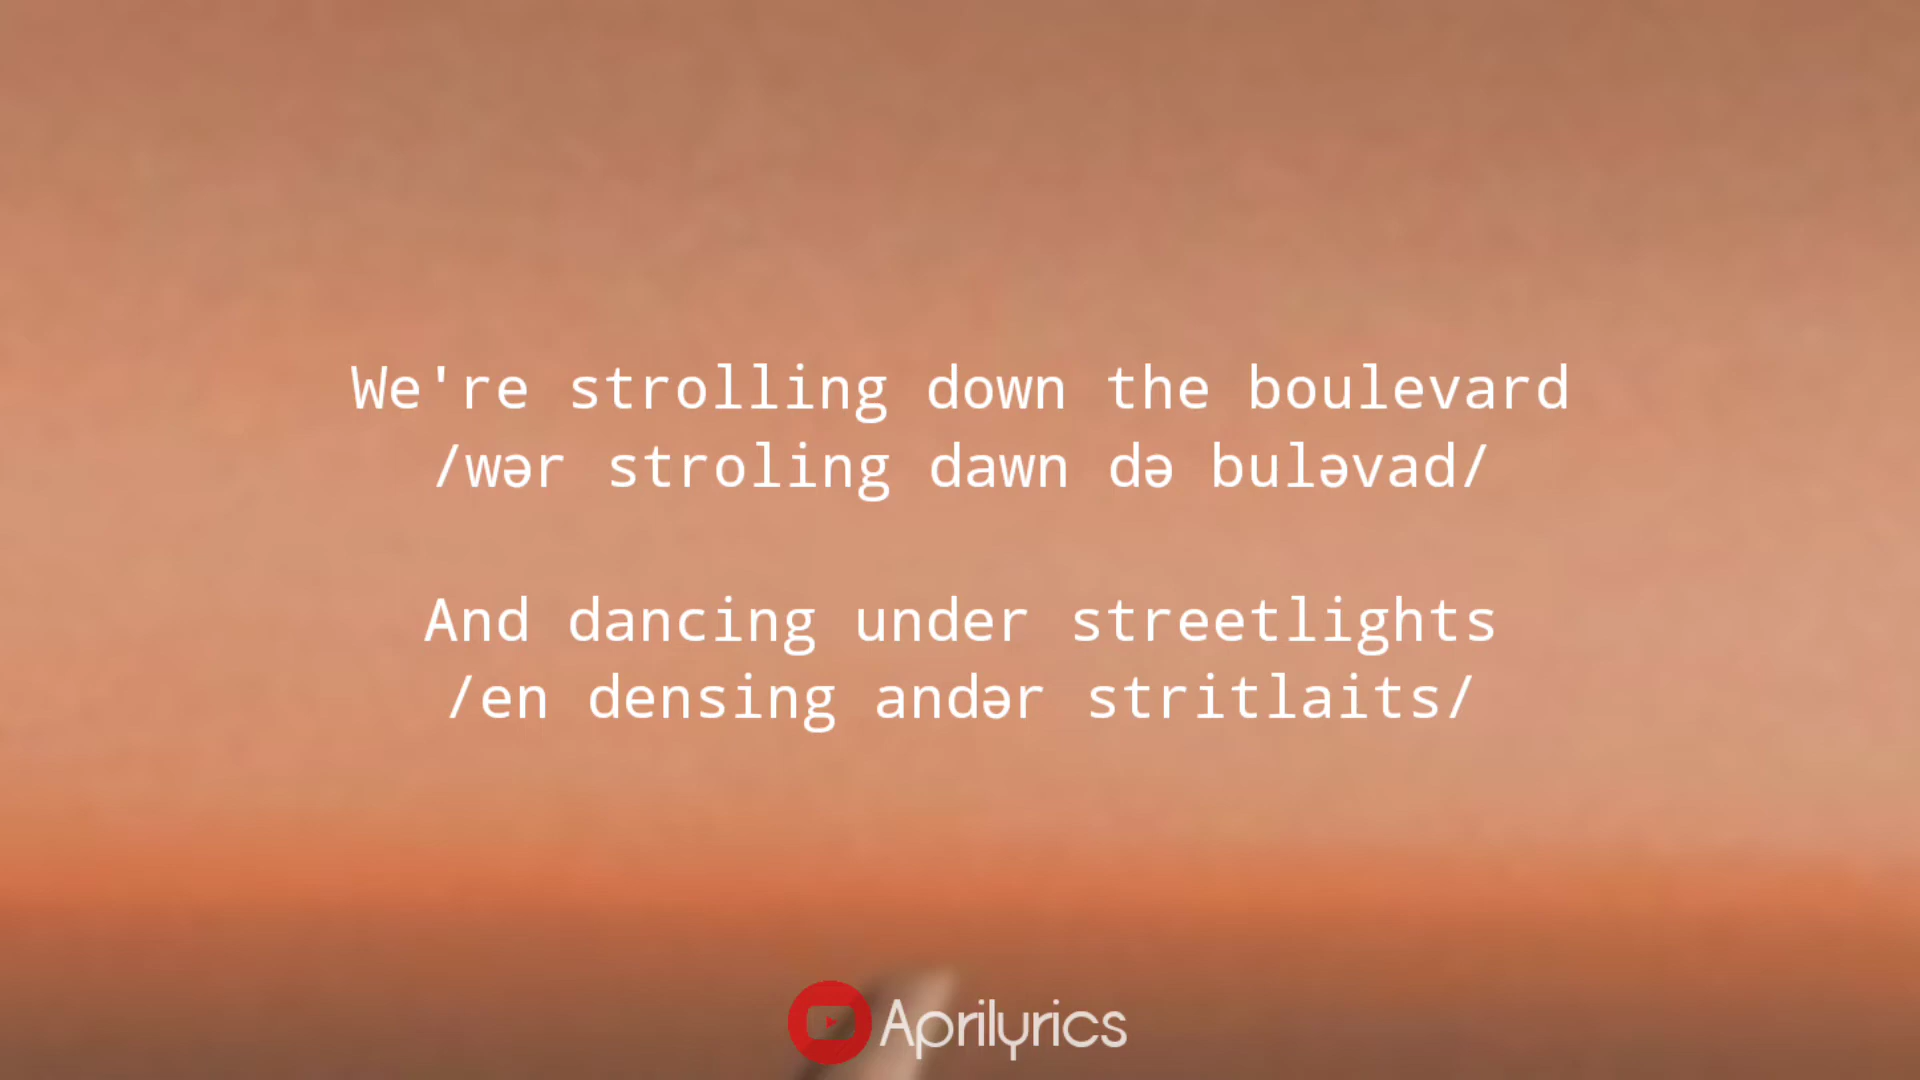 We're strolling down the boulevard
/wər stroling dawn də buləvad/
And dancing under streetlights
/en densing andər stritlaits/
Aprilyrics